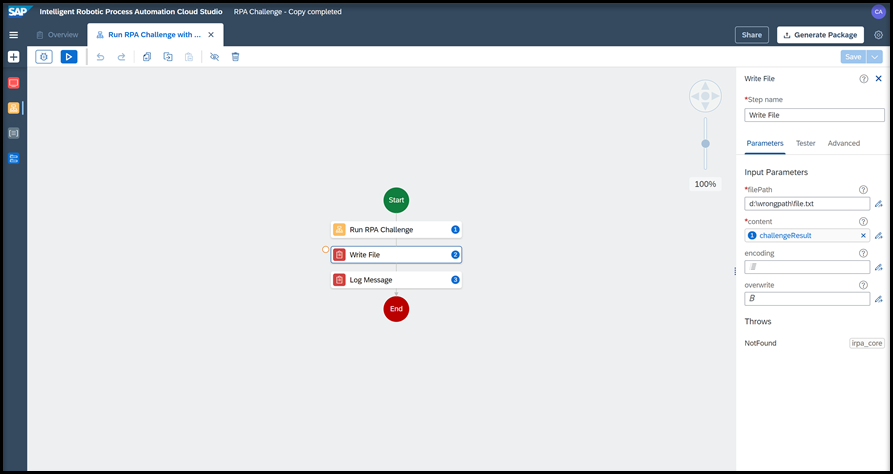 SAP Intelligent Robotic Process Automation Cloud Studio RPA Challenge - Copy completed CA
Overview Run RPA Challenge with ... Share Generate Package
Save
Write File
*Step name
Write File
Parameters Tester Advanced
Input Parameters
*filePath
d:\wrongpath\file.txt
*content
1 challengeResult
encoding
overwrite
B
Throws
NotFound irpa_core
100%
Start
Run RPA Challenge 1
Write File 2
Log Message 3
End